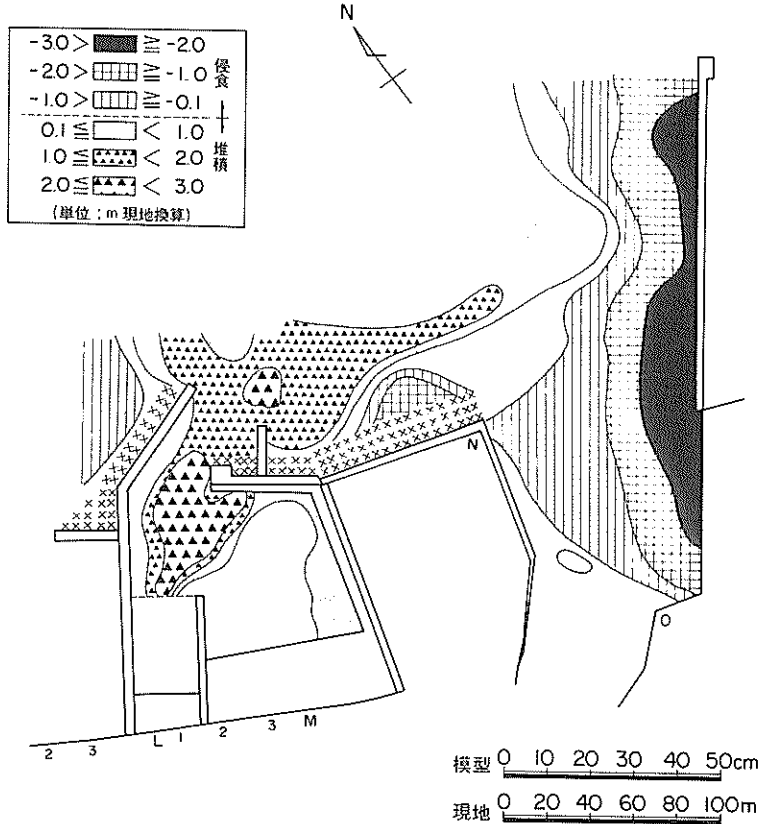 N
-3.0 > ≧ -2.0
-2.0 > ≧ -1.0
-1.0 > ≧ -0.1
侵食
0.1 ≦ < 1.0
1.0 ≦ < 2.0
2.0 ≦ < 3.0
堆積
(単位；m 現地換算)
N
O
2 3 L 1 2 3 M
模型 0 10 20 30 40 50cm
現地 0 20 40 60 80 100m